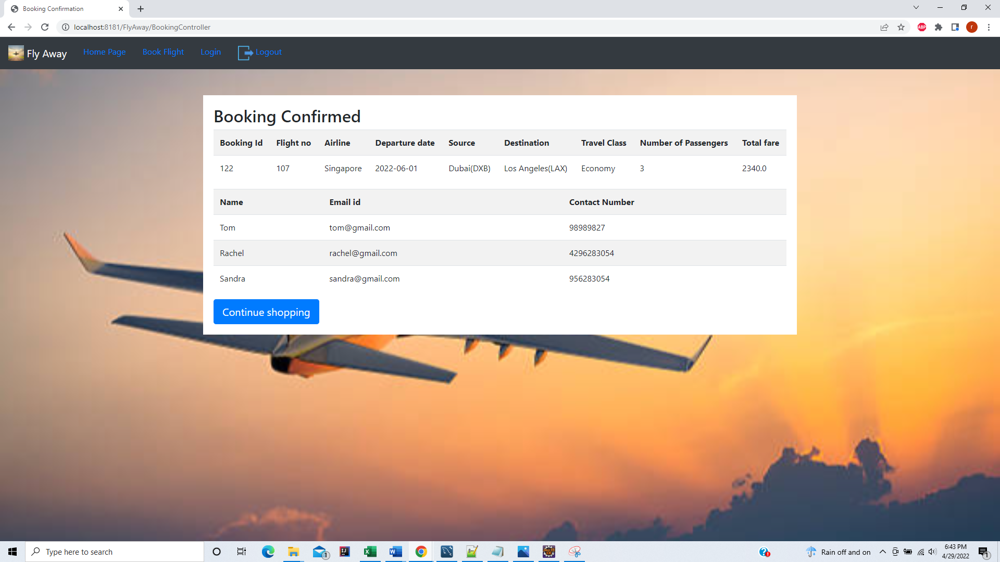 Booking Confirmation
localhost:8181/FlyAway/BookingController
ABP
r
Fly Away Home Page Book Flight Login Logout
Booking Confirmed
Booking Id Flight no Airline Departure date Source Destination Travel Class Number of Passengers Total fare
122 107 Singapore 2022-06-01 Dubai(DXB) Los Angeles(LAX) Economy 3 2340.0
Name Email id Contact Number
Tom tom@gmail.com 98989827
Rachel rachel@gmail.com 4296283054
Sandra sandra@gmail.com 956283054
Continue shopping
Type here to search
1
IJ
X
W
Rain off and on
6:43 PM
4/29/2022
1